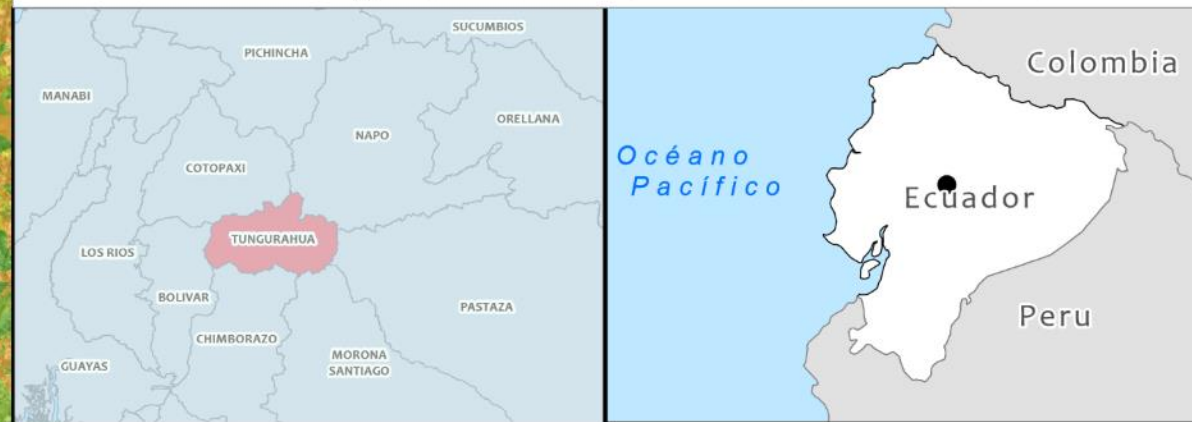 SUCUMBIOS
PICHINCHA
MANABI
ORELLANA
NAPO
COTOPAXI
TUNGURAHUA
LOS RIOS
BOLIVAR
PASTAZA
CHIMBORAZO
MORONA
SANTIAGO
GUAYAS
Colombia
Océano
Pacífico
Ecuador
Peru